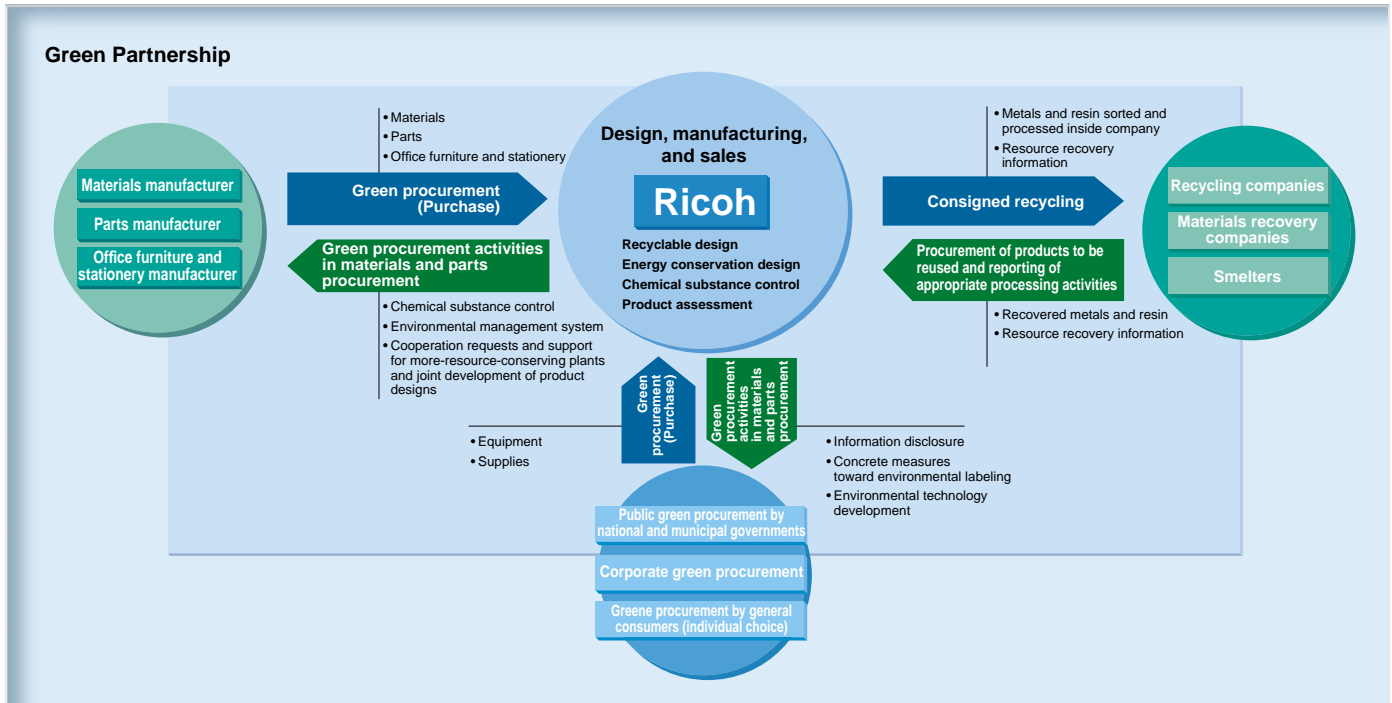 Green Partnership
Materials manufacturer
Parts manufacturer
Office furniture and
stationery manufacturer
• Materials
• Parts
• Office furniture and stationery
Green procurement
(Purchase)
Green procurement activities
in materials and parts
procurement
• Chemical substance control
• Environmental management system
• Cooperation requests and support
for more-resource-conserving plants
and joint development of product
designs
Design, manufacturing,
and sales
Ricoh
Recyclable design
Energy conservation design
Chemical substance control
Product assessment
• Metals and resin sorted and
processed inside company
• Resource recovery
information
Consigned recycling
Procurement of products to be
reused and reporting of
appropriate processing activities
• Recovered metals and resin
• Resource recovery information
Recycling companies
Materials recovery
companies
Smelters
• Equipment
• Supplies
Green
procurement
(Purchase)
Green
procurement
activities
in materials
and parts
procurement
• Information disclosure
• Concrete measures
toward environmental labeling
• Environmental technology
development
Public green procurement by
national and municipal governments
Corporate green procurement
Greene procurement by general
consumers (individual choice)